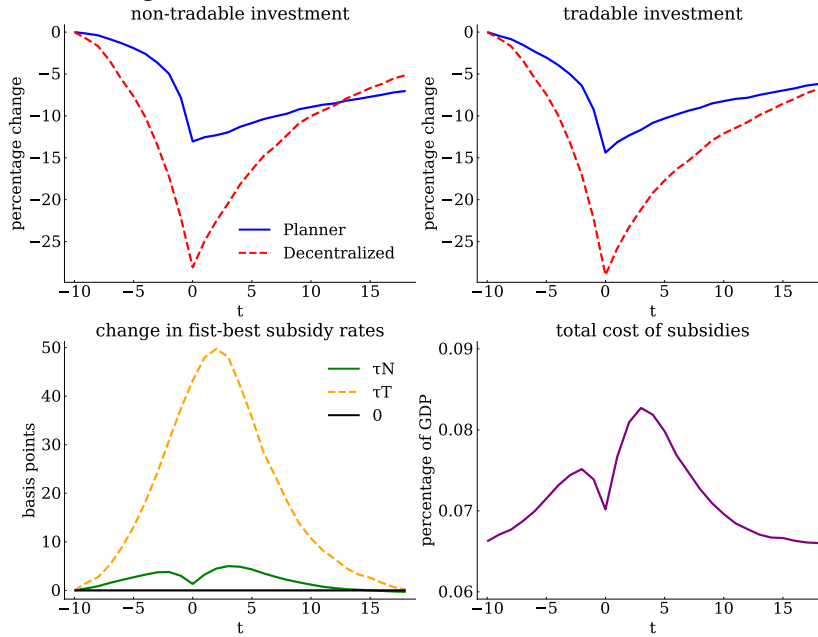 non-tradable investment
percentage change
0
−5
−10
−15
−20
−25
Planner
Decentralized
−10 −5 0 5 10 15
t
tradable investment
percentage change
0
−5
−10
−15
−20
−25
−10 −5 0 5 10 15
t
change in fist-best subsidy rates
basis points
50
40
30
20
10
0
τN
τT
0
−10 −5 0 5 10 15
t
total cost of subsidies
percentage of GDP
0.09
0.08
0.07
0.06
−10 −5 0 5 10 15
t